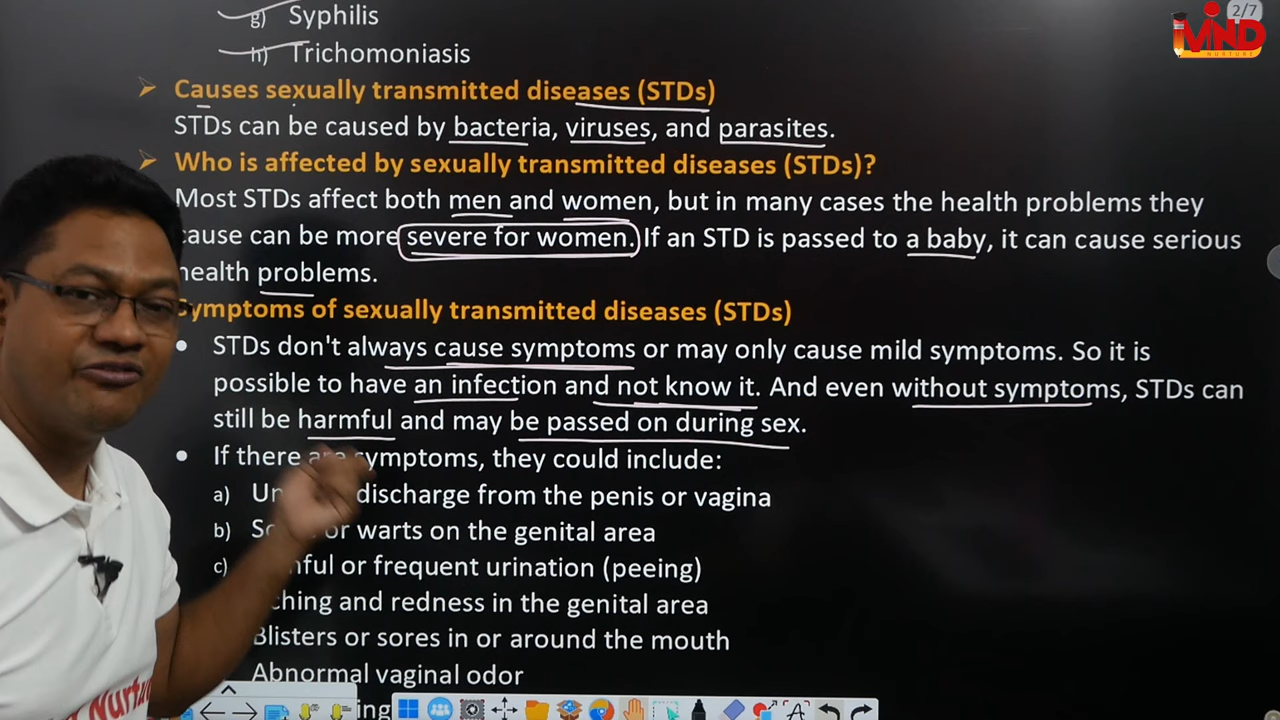 g) Syphilis
h) Trichomoniasis
2/7
MIND
NURTURE
➢ Causes sexually transmitted diseases (STDs)
STDs can be caused by bacteria, viruses, and parasites.
➢ Who is affected by sexually transmitted diseases (STDs)?
Most STDs affect both men and women, but in many cases the health problems they
cause can be more severe for women. If an STD is passed to a baby, it can cause serious
health problems.
Symptoms of sexually transmitted diseases (STDs)
• STDs don't always cause symptoms or may only cause mild symptoms. So it is
possible to have an infection and not know it. And even without symptoms, STDs can
still be harmful and may be passed on during sex.
• If there are symptoms, they could include:
a) discharge from the penis or vagina
b) or warts on the genital area
c) or frequent urination (peeing)
and redness in the genital area
Blisters or sores in or around the mouth
Abnormal vaginal odor